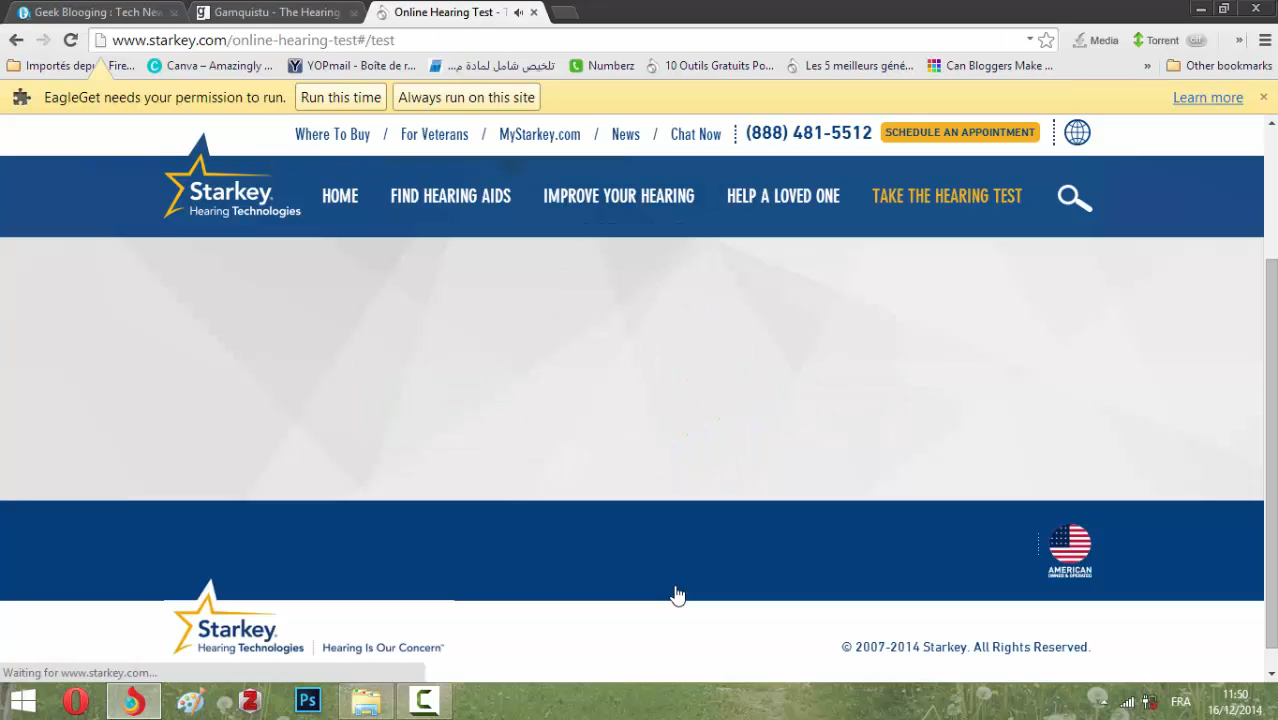 Geek Blooging : Tech New
Gamquistu - The Hearing
Online Hearing Test - T
www.starkey.com/online-hearing-test#/test
Media
Torrent
»
Importés depu Fire...
Canva – Amazingly ...
YOPmail - Boîte de r...
تلخيص شامل لمادة م...
Numberz
10 Outils Gratuits Po...
Les 5 meilleurs géné...
Can Bloggers Make ...
»
Other bookmarks
EagleGet needs your permission to run.
Run this time
Always run on this site
Learn more
Where To Buy / For Veterans / MyStarkey.com / News / Chat Now
(888) 481-5512
SCHEDULE AN APPOINTMENT
Starkey.
Hearing Technologies
HOME
FIND HEARING AIDS
IMPROVE YOUR HEARING
HELP A LOVED ONE
TAKE THE HEARING TEST
AMERICAN
OWNED & OPERATED
Starkey.
Hearing Technologies
Hearing Is Our Concern™
© 2007-2014 Starkey. All Rights Reserved.
Waiting for www.starkey.com...
Ps
FRA
11:50
16/12/2014